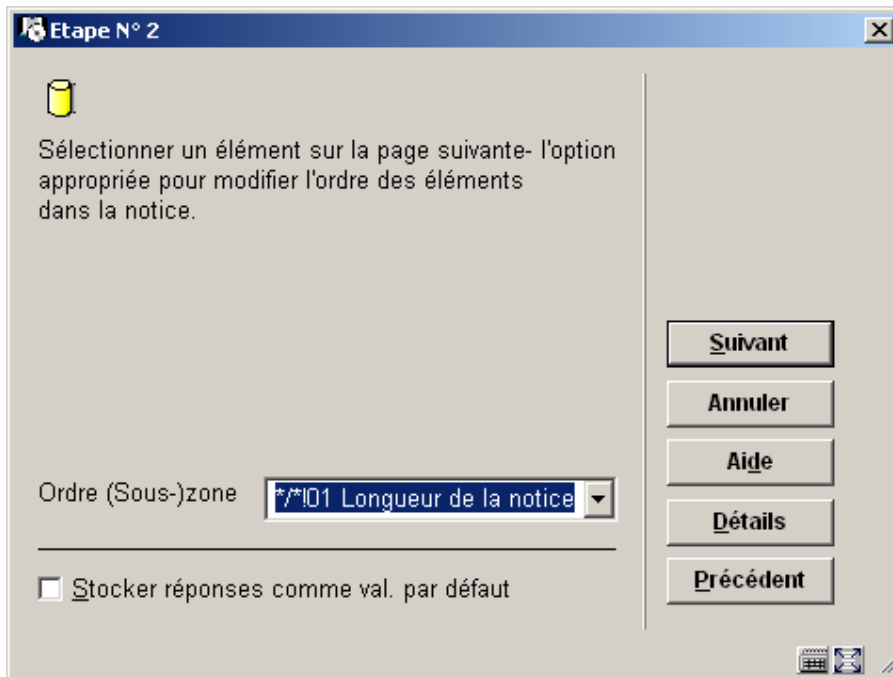 Etape N° 2
Sélectionner un élément sur la page suivante- l'option
appropriée pour modifier l'ordre des éléments
dans la notice.
Suivant
Annuler
Aide
Ordre (Sous-)zone
*/*!01 Longueur de la notice
Détails
Stocker réponses comme val. par défaut
Précédent